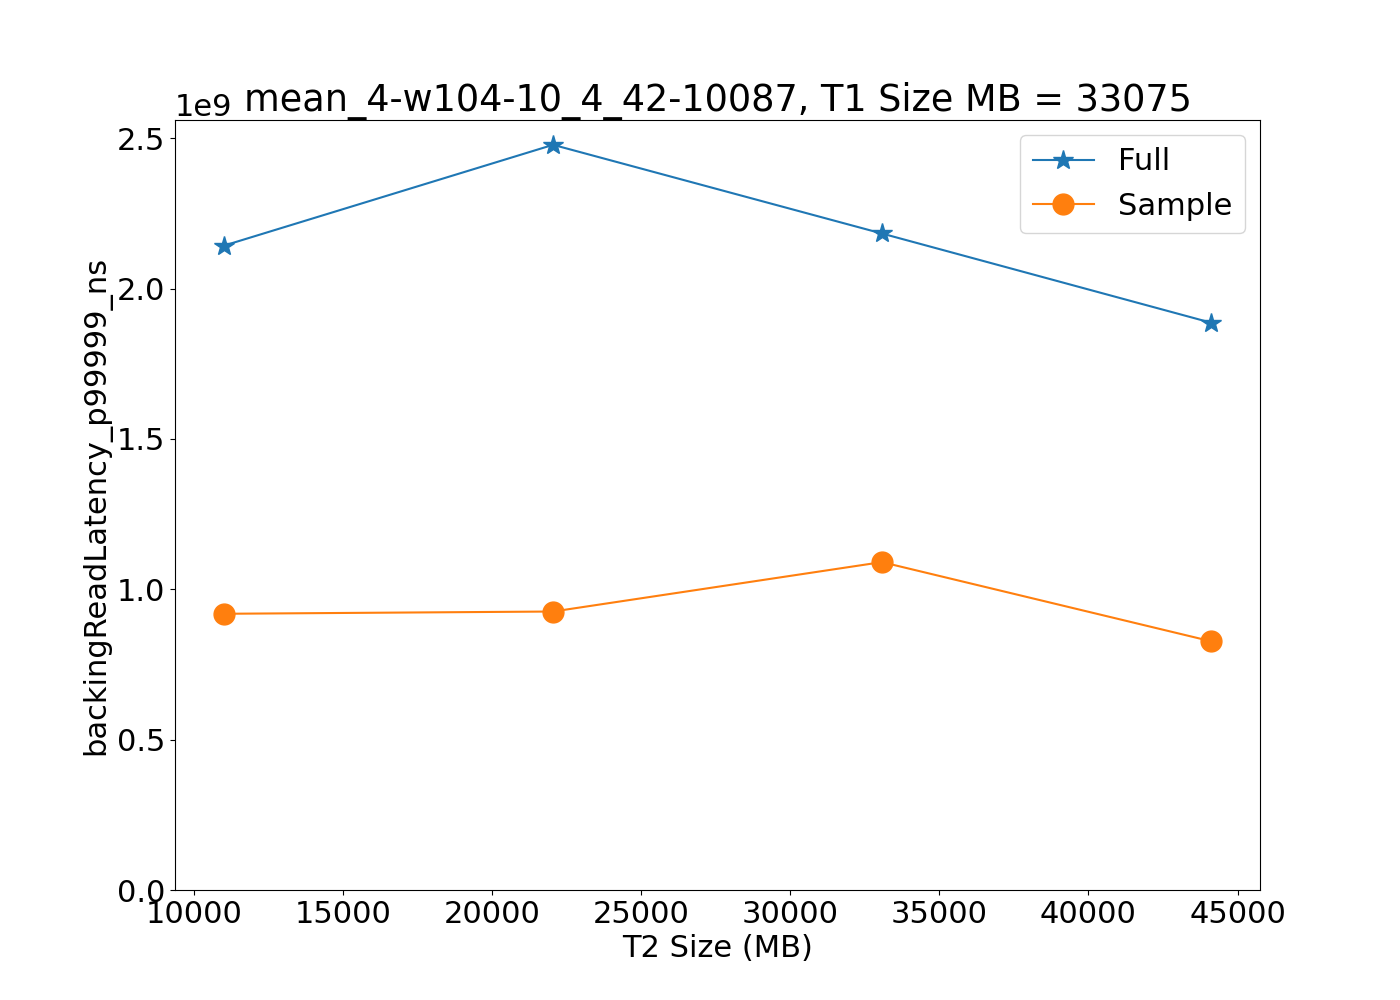 1e9 mean_4-w104-10_4_42-10087, T1 Size MB = 33075
Full
Sample
backingReadLatency_p99999_ns
2.5
2.0
1.5
1.0
0.5
0.0
10000 15000 20000 25000 30000 35000 40000 45000
T2 Size (MB)